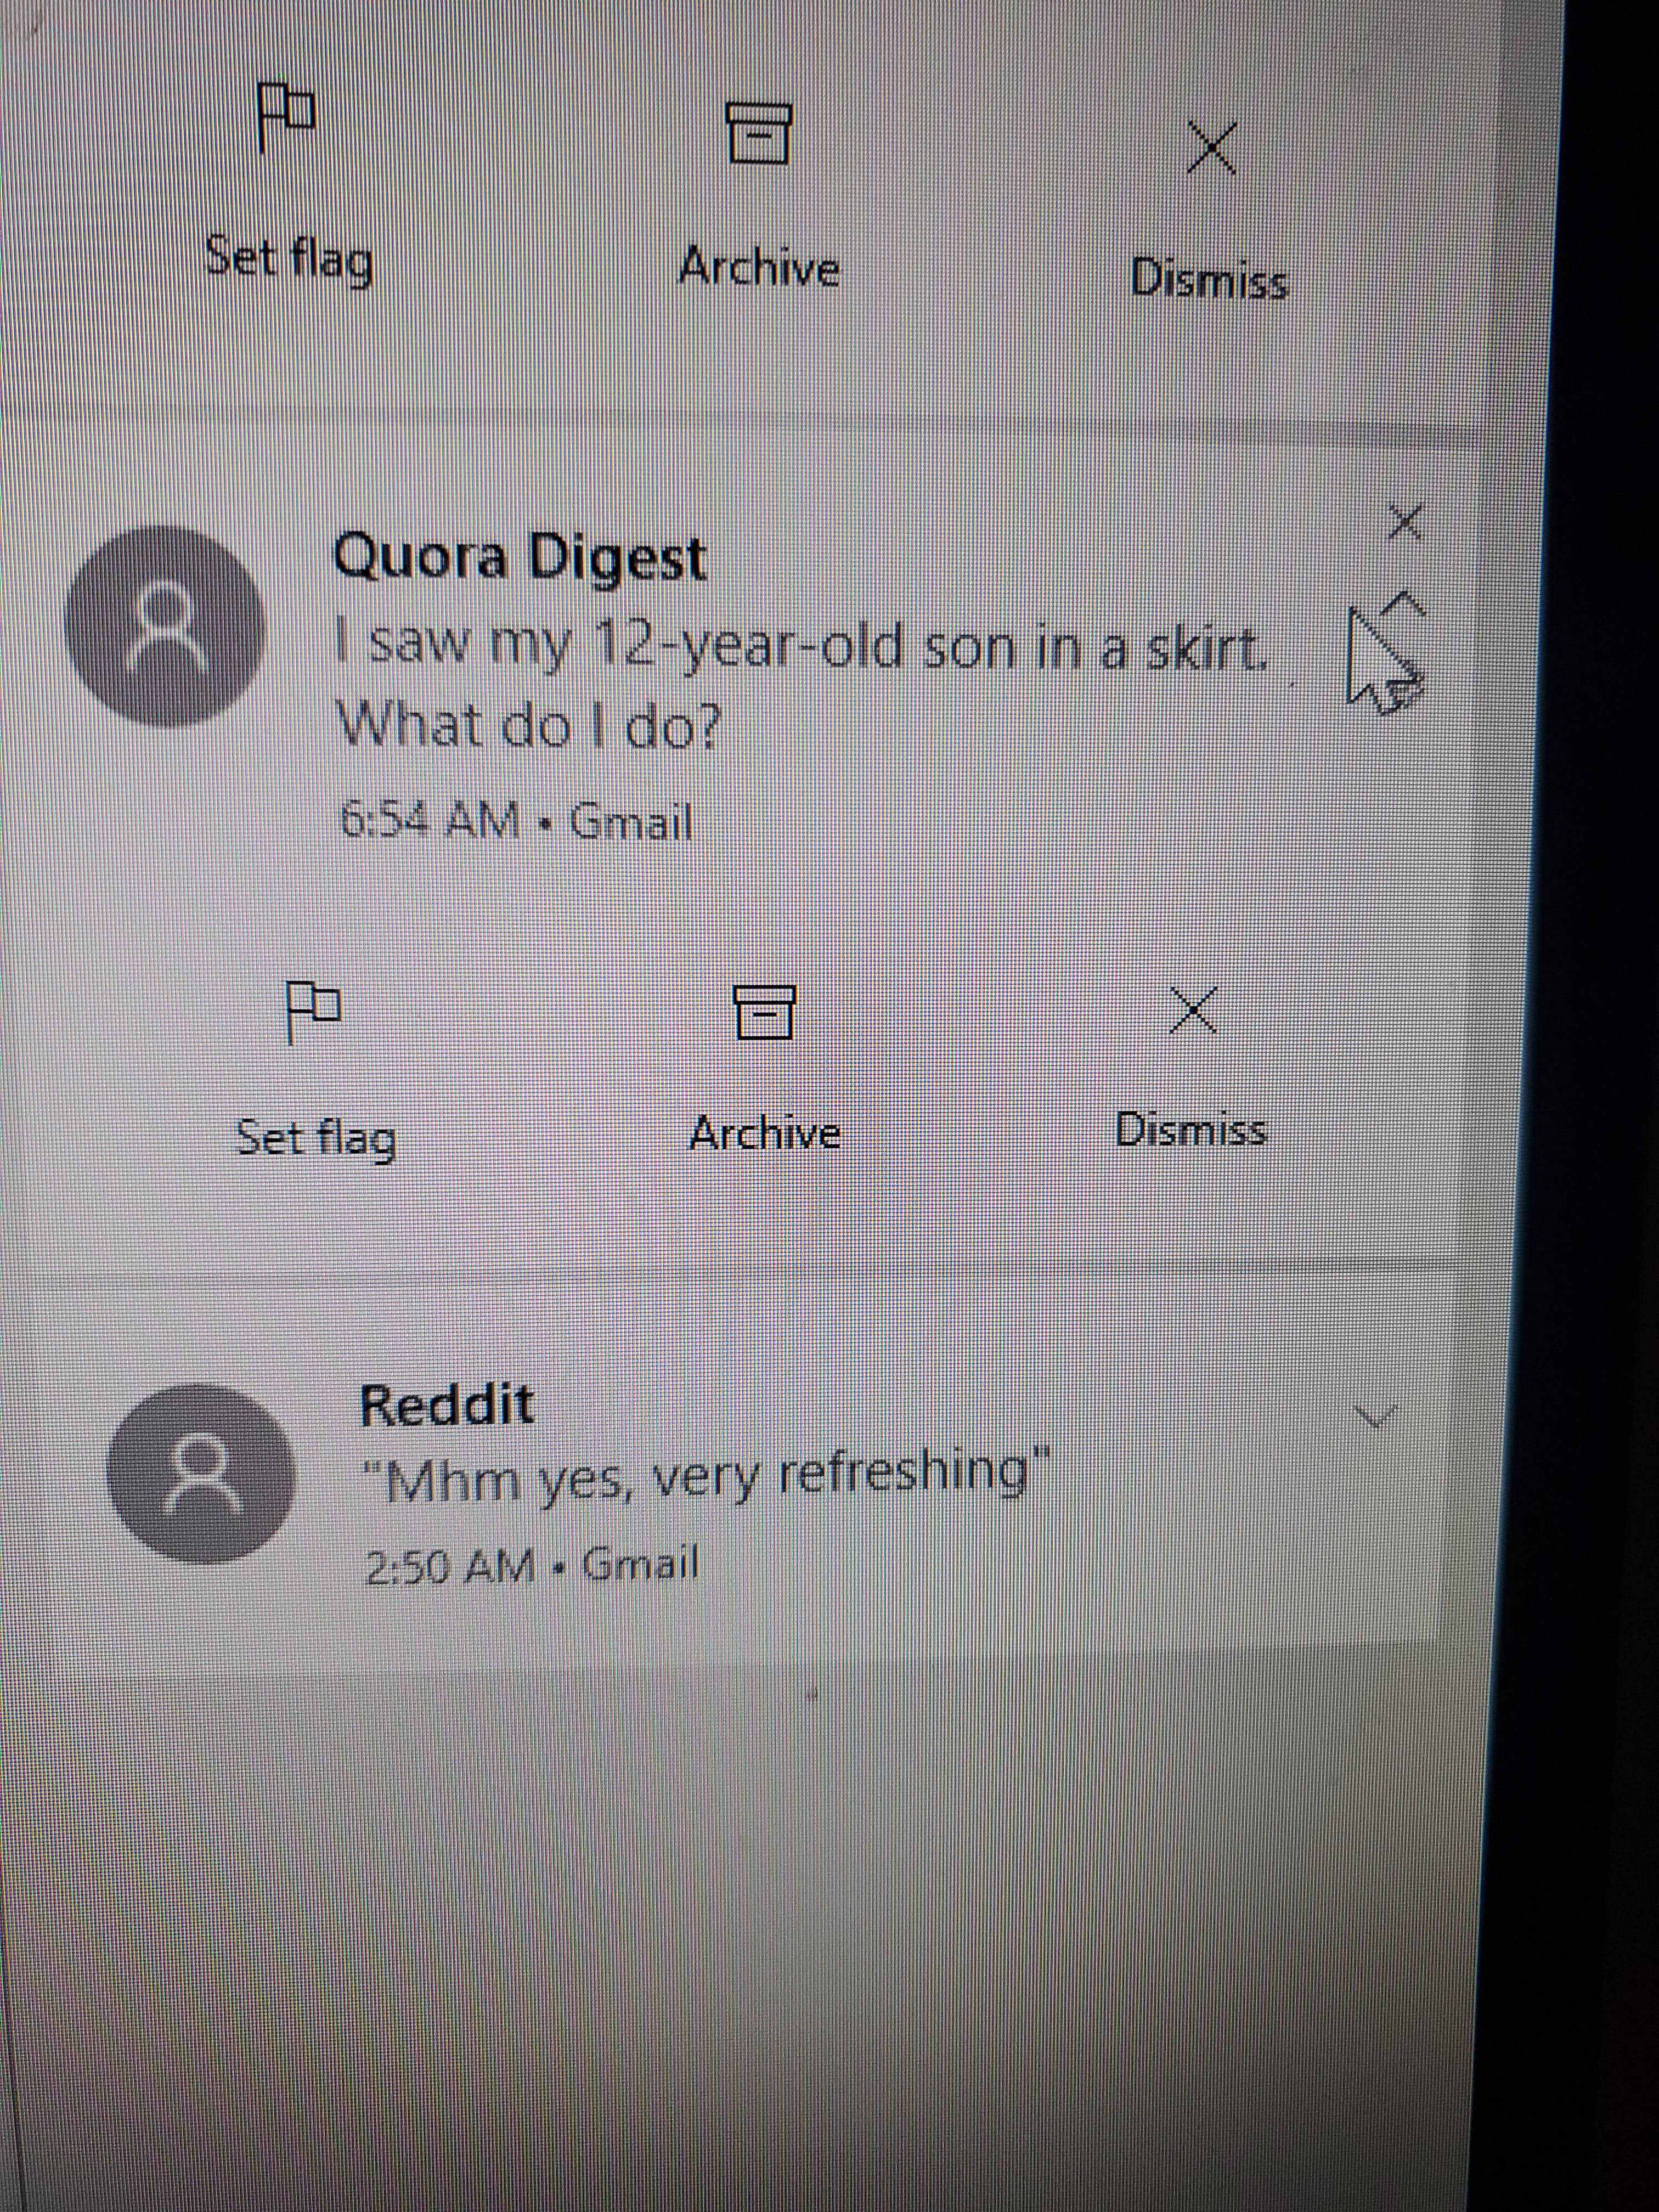 Set flag Archive Dismiss
Quora Digest
I saw my 12-year-old son in a skirt.
What do I do?
6:54 AM • Gmail
Set flag Archive Dismiss
Reddit
"Mhm yes, very refreshing"
2:50 AM • Gmail